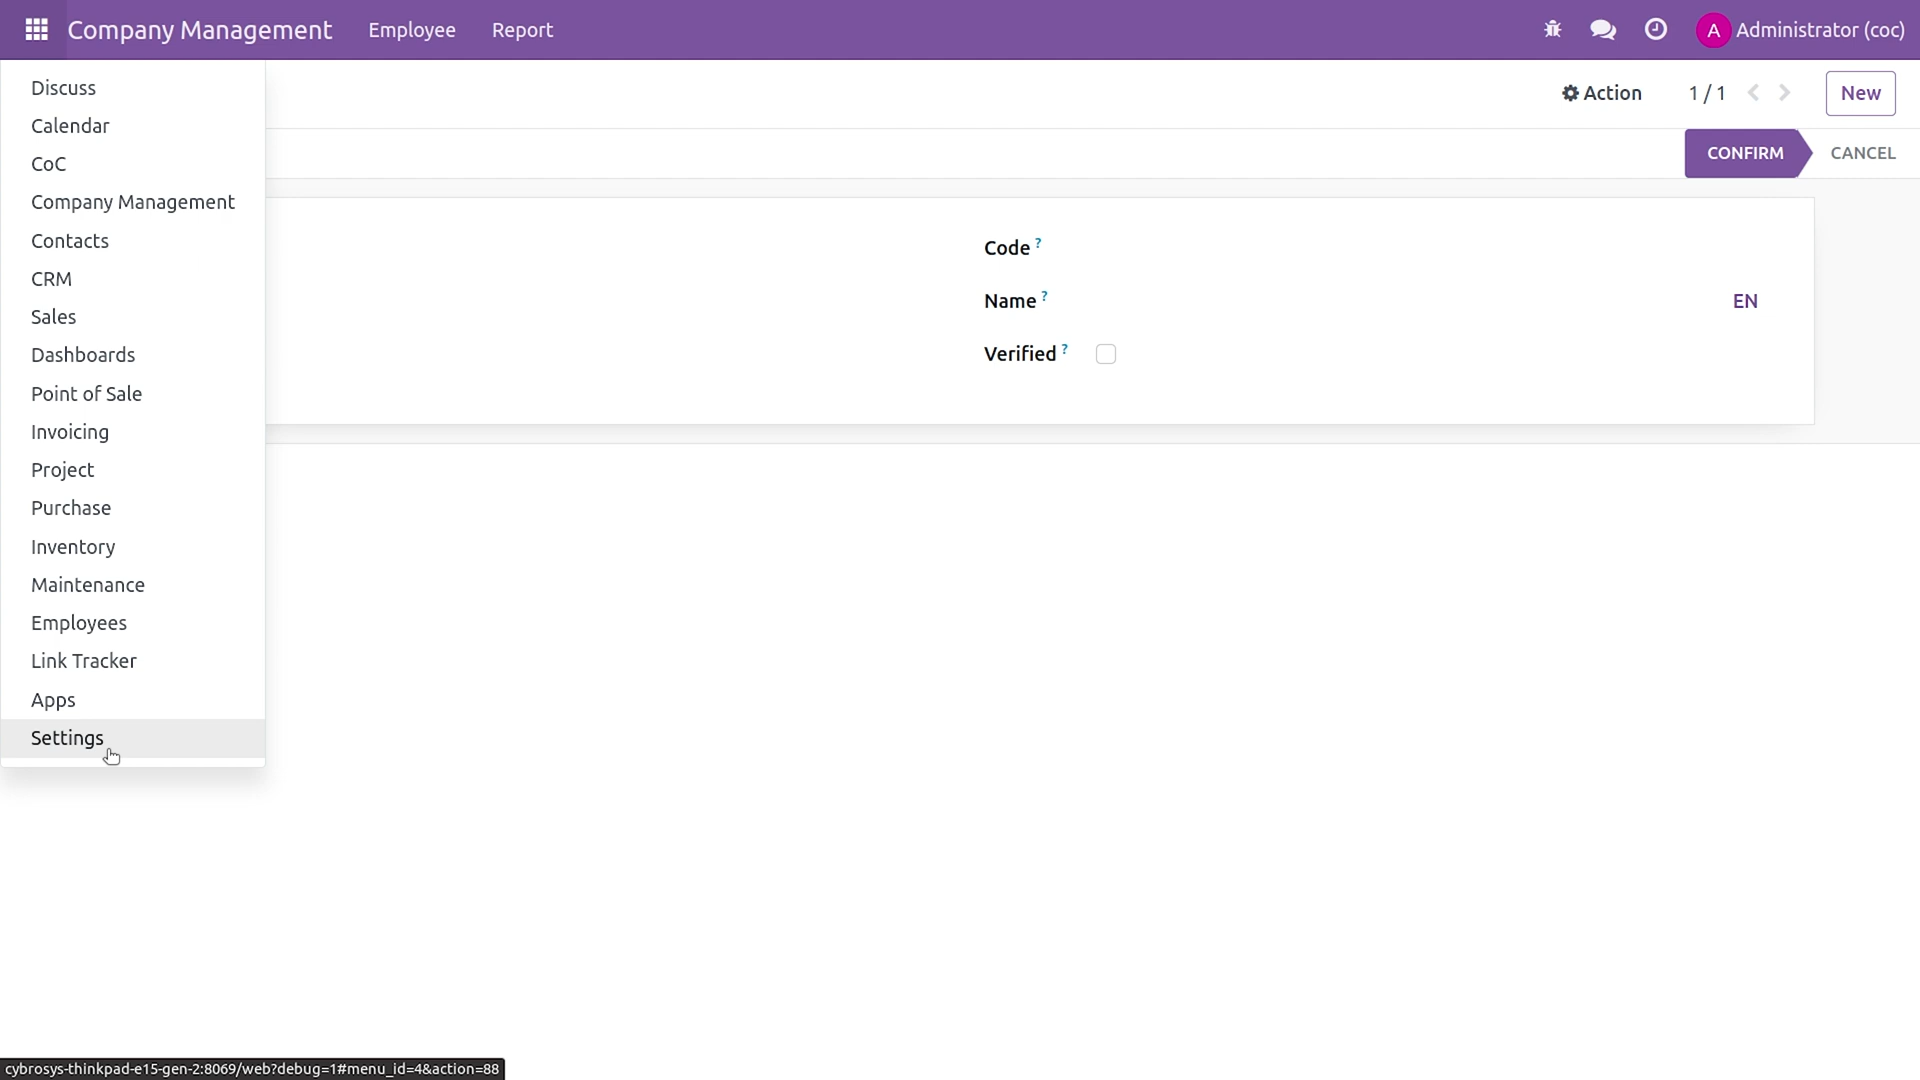 Company Management Employee Report A Administrator (coc)
Action 1 / 1 New
CONFIRM CANCEL
Discuss
Calendar
CoC
Company Management
Contacts
CRM
Sales
Dashboards
Point of Sale
Invoicing
Project
Purchase
Inventory
Maintenance
Employees
Link Tracker
Apps
Settings
Code ?
Name ? EN
Verified ?
cybrosys-thinkpad-e15-gen-2:8069/web?debug=1#menu_id=4&action=88